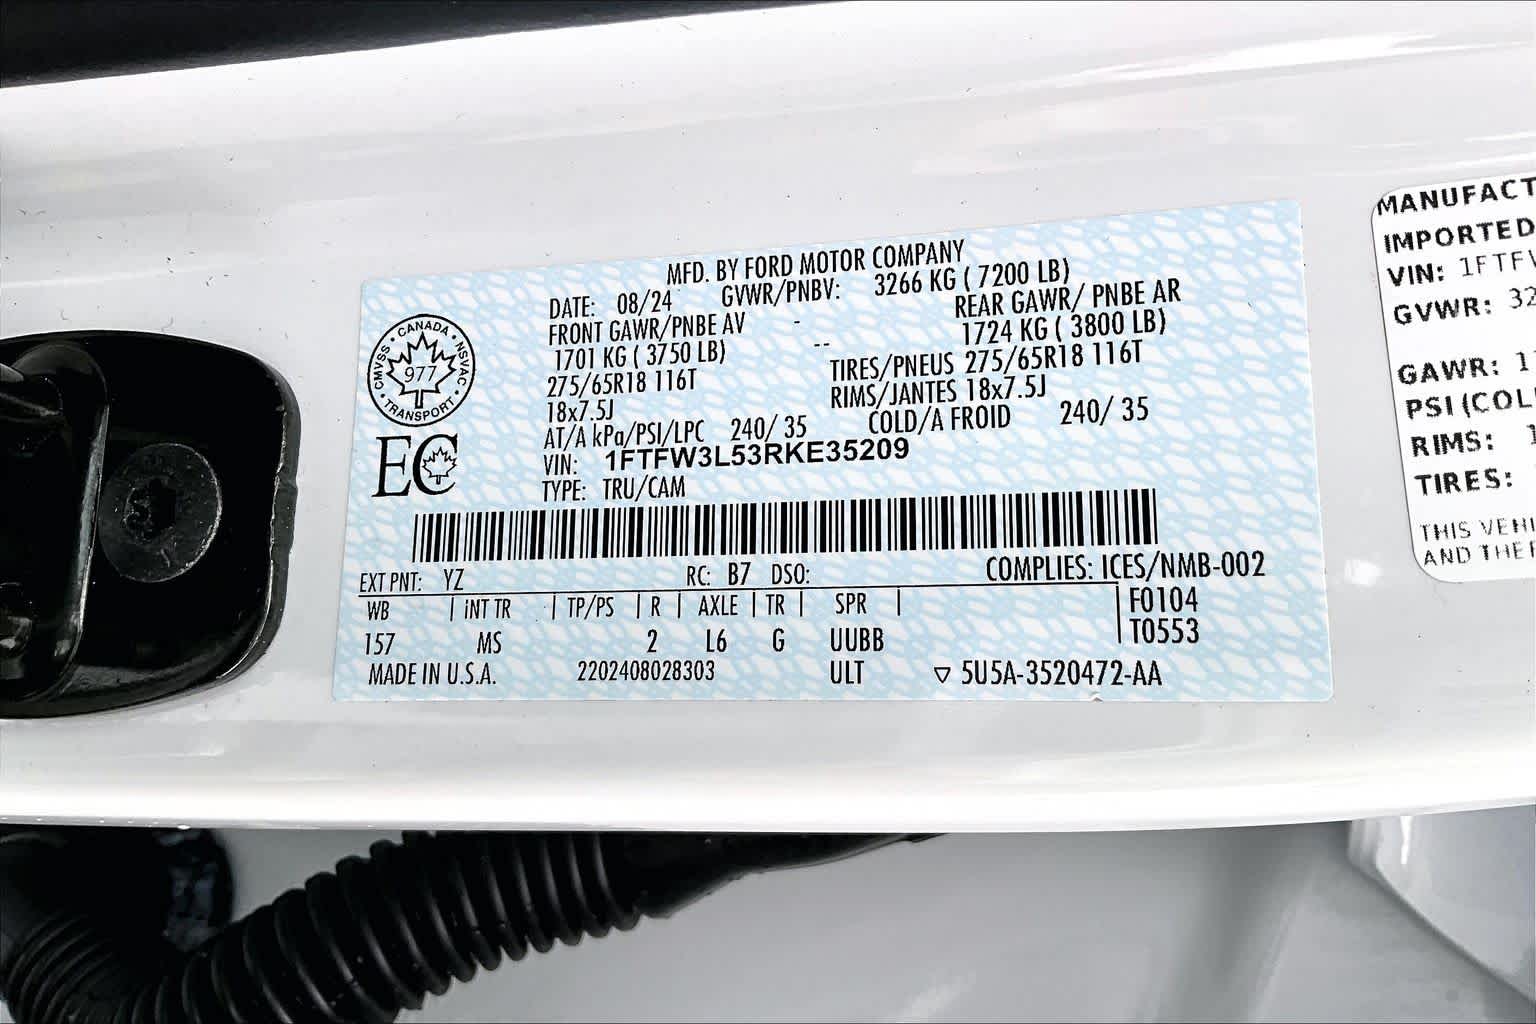 MFD. BY FORD MOTOR COMPANY
DATE: 08/24 GVWR/PNBV: 3266 KG ( 7200 LB)
FRONT GAWR/PNBE AV - REAR GAWR/ PNBE AR
1701 KG ( 3750 LB) -- 1724 KG ( 3800 LB)
275/65R18 116T TIRES/PNEUS 275/65R18 116T
18x7.5J RIMS/JANTES 18x7.5J
AT/A kPa/PSI/LPC 240/ 35 COLD/A FROID 240/ 35
VIN: 1FTFW3L53RKE35209
TYPE: TRU/CAM
CANADA
CMVSS NSVAC
977
TRANSPORT
EC
EXT PNT: YZ RC: B7 DSO: COMPLIES: ICES/NMB-002
WB | INT TR | TP/PS | R | AXLE | TR | SPR | F0104
157 MS 2 L6 G UUBB T0553
MADE IN U.S.A. 2202408028303 ULT ▽ 5U5A-3520472-AA
MANUFACT
IMPORTED
VIN: 1FTFV
GVWR: 32
GAWR: 1
PSI (COL
RIMS: 1
TIRES:
THIS VEHI
AND THER